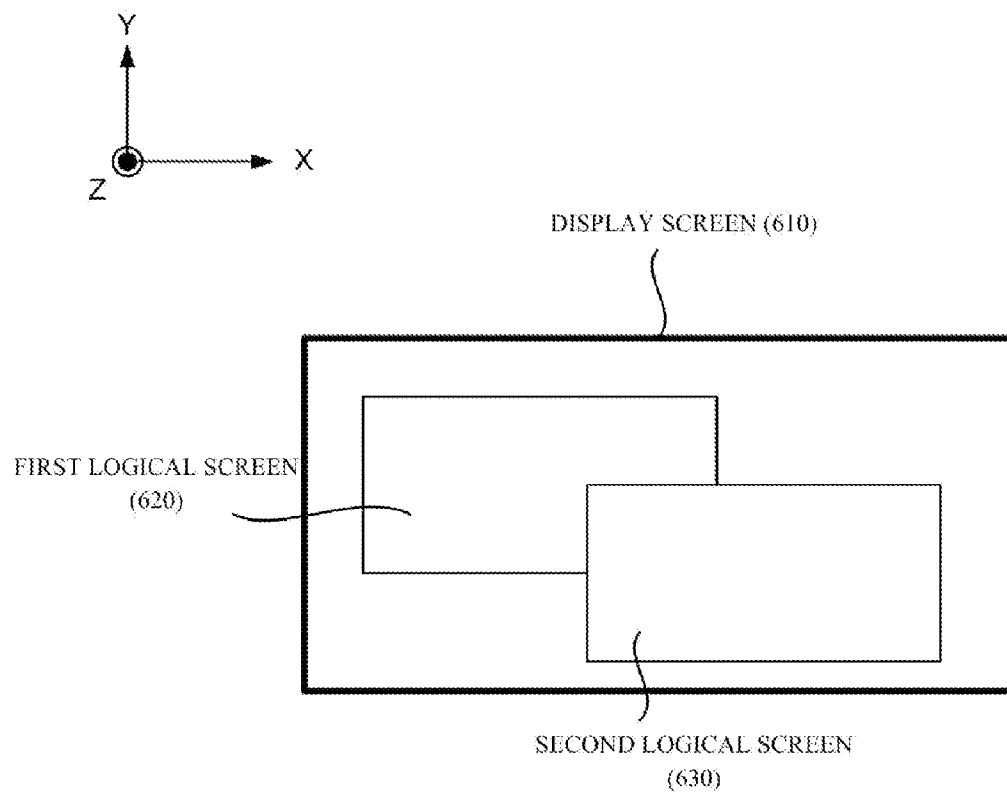 Y
X
Z
DISPLAY SCREEN (610)
FIRST LOGICAL SCREEN
(620)
SECOND LOGICAL SCREEN
(630)